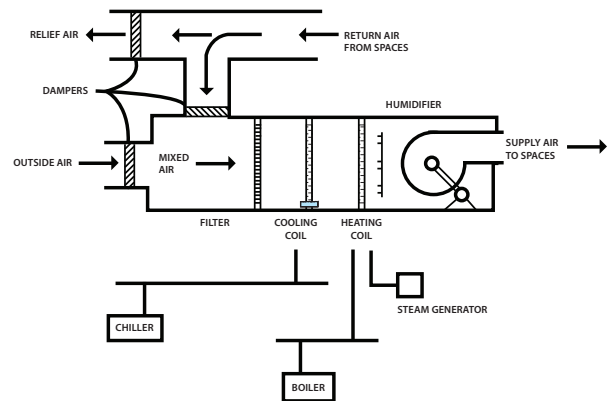 RELIEF AIR
RETURN AIR
FROM SPACES
DAMPERS
HUMIDIFIER
OUTSIDE AIR
MIXED
AIR
SUPPLY AIR
TO SPACES
FILTER
COOLING
COIL
HEATING
COIL
STEAM GENERATOR
CHILLER
BOILER